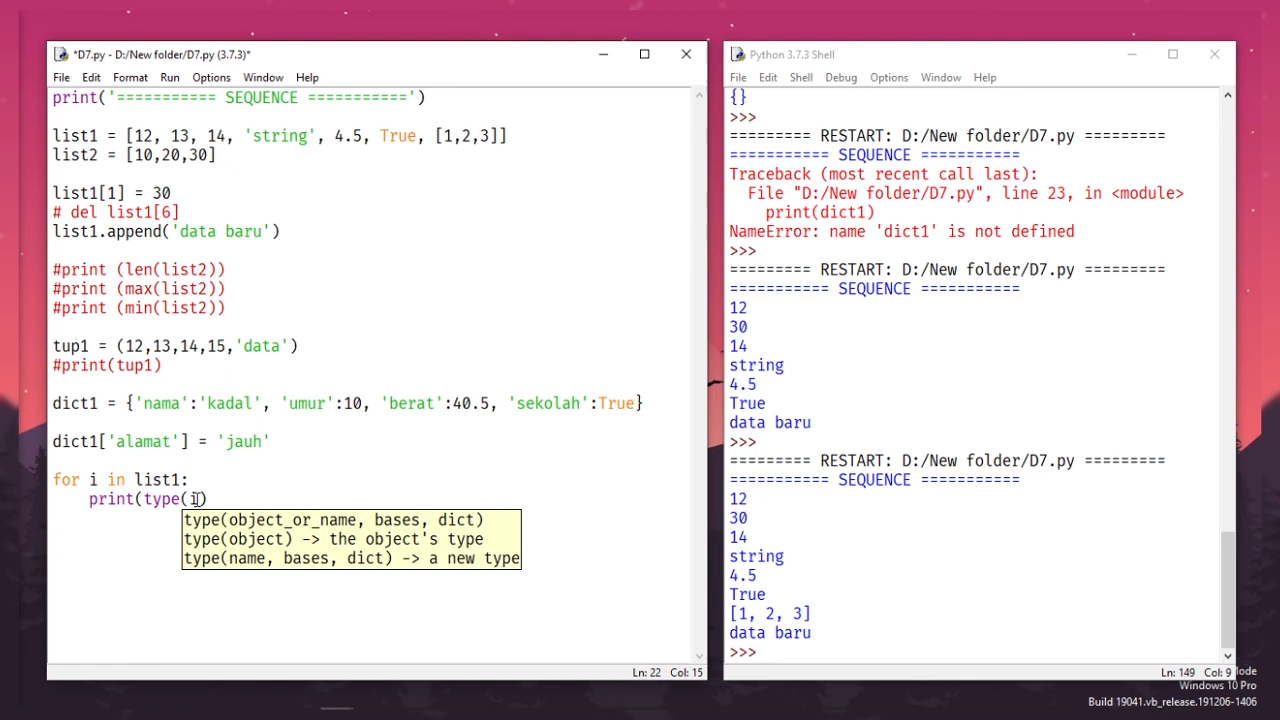 *D7.py - D:/New folder/D7.py (3.7.3)*
File Edit Format Run Options Window Help
print('=========== SEQUENCE ===========')
list1 = [12, 13, 14, 'string', 4.5, True, [1,2,3]]
list2 = [10,20,30]
list1[1] = 30
# del list1[6]
list1.append('data baru')
#print (len(list2))
#print (max(list2))
#print (min(list2))
tup1 = (12,13,14,15,'data')
#print(tup1)
dict1 = {'nama':'kadal', 'umur':10, 'berat':40.5, 'sekolah':True}
dict1['alamat'] = 'jauh'
for i in list1:
    print(type(i)
type(object_or_name, bases, dict)
type(object) -> the object's type
type(name, bases, dict) -> a new type
Ln: 22 Col: 15
Python 3.7.3 Shell
File Edit Shell Debug Options Window Help
{}
>>>
========= RESTART: D:/New folder/D7.py =========
=========== SEQUENCE ===========
Traceback (most recent call last):
  File "D:/New folder/D7.py", line 23, in <module>
    print(dict1)
NameError: name 'dict1' is not defined
>>>
========= RESTART: D:/New folder/D7.py =========
=========== SEQUENCE ===========
12
30
14
string
4.5
True
data baru
>>>
========= RESTART: D:/New folder/D7.py =========
=========== SEQUENCE ===========
12
30
14
string
4.5
True
[1, 2, 3]
data baru
>>>
Ln: 149 Col: 9
Windows 10 Pro
Build 19041.vb_release.191206-1406